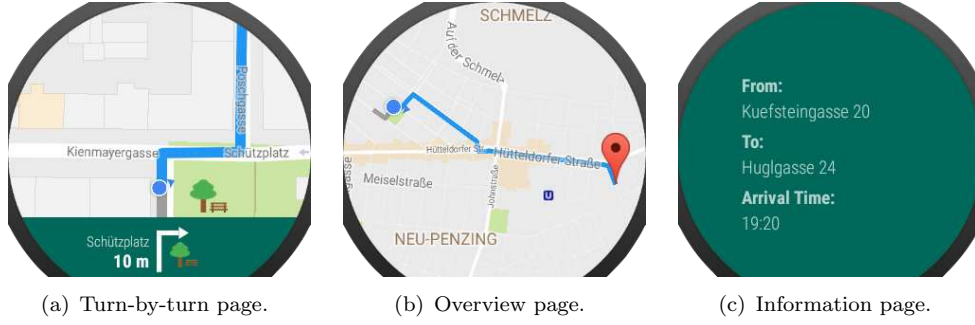 Poschgasse
Kienmayergasse
Schützplatz
Schützplatz
10 m
SCHMELZ
Auf der Schmelz
Hütteldorfer Str.
Hütteldorfer-Straße
Meiselstraße
Johnstraße
U
NEU-PENZING
From:
Kuefsteingasse 20
To:
Huglgasse 24
Arrival Time:
19:20
(a) Turn-by-turn page.
(b) Overview page.
(c) Information page.